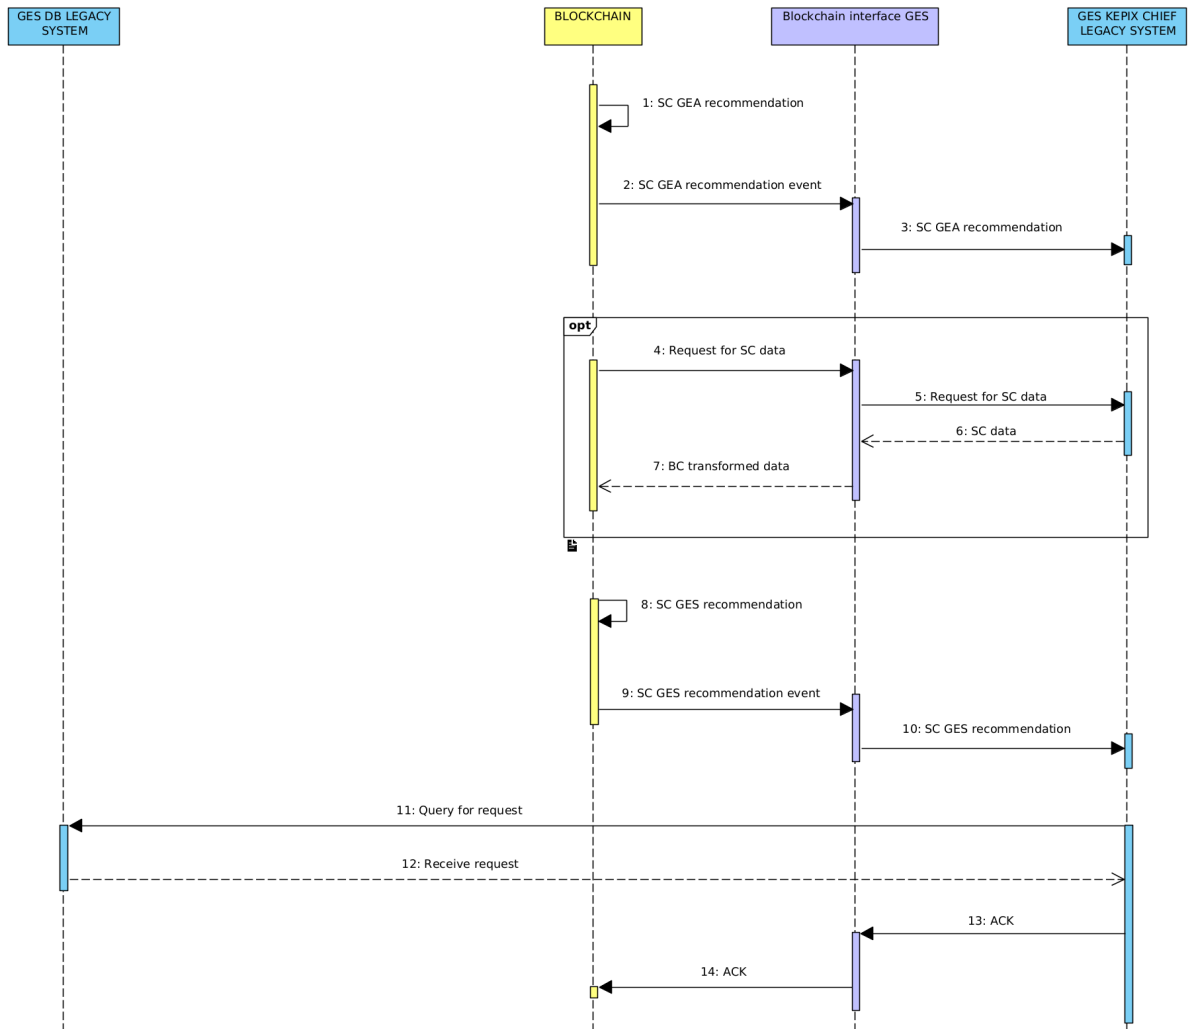 GES DB LEGACY
SYSTEM
BLOCKCHAIN
Blockchain interface GES
GES KEPIX CHIEF
LEGACY SYSTEM
1: SC GEA recommendation
2: SC GEA recommendation event
3: SC GEA recommendation
opt
4: Request for SC data
5: Request for SC data
6: SC data
7: BC transformed data
8: SC GES recommendation
9: SC GES recommendation event
10: SC GES recommendation
11: Query for request
12: Receive request
13: ACK
14: ACK